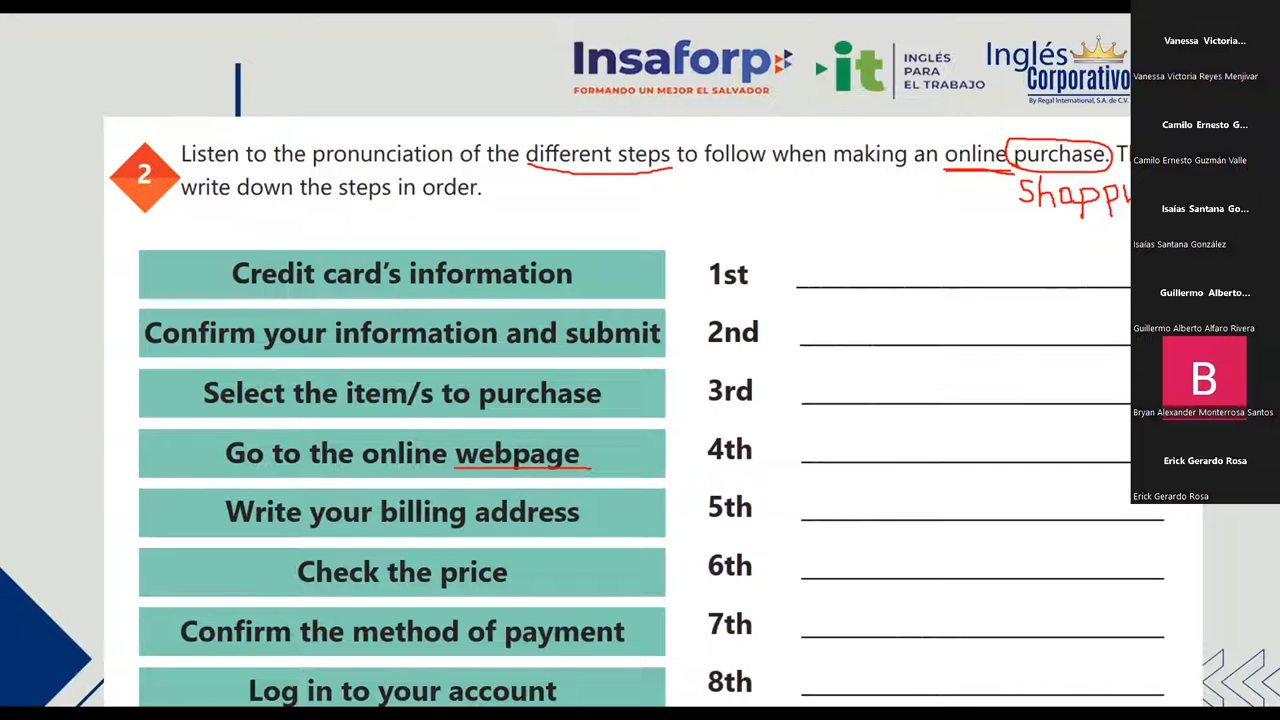 Insaforp
FORMANDO UN MEJOR EL SALVADOR
it
INGLÉS
PARA
EL TRABAJO
Inglés
Corporativo
By Regal International, S.A. de C.V.
2
Listen to the pronunciation of the different steps to follow when making an online purchase.
write down the steps in order.
Credit card's information
1st
Confirm your information and submit
2nd
Select the item/s to purchase
3rd
Go to the online webpage
4th
Write your billing address
5th
Check the price
6th
Confirm the method of payment
7th
Log in to your account
8th
Vanessa Victoria...
Vanessa Victoria Reyes Menjivar
Camilo Ernesto G...
Camilo Ernesto Guzmán Valle
Isaías Santana Go...
Isaías Santana González
Guillermo Alberto...
Guillermo Alberto Alfaro Rivera
B
Bryan Alexander Monterrosa Santos
Erick Gerardo Rosa
Erick Gerardo Rosa